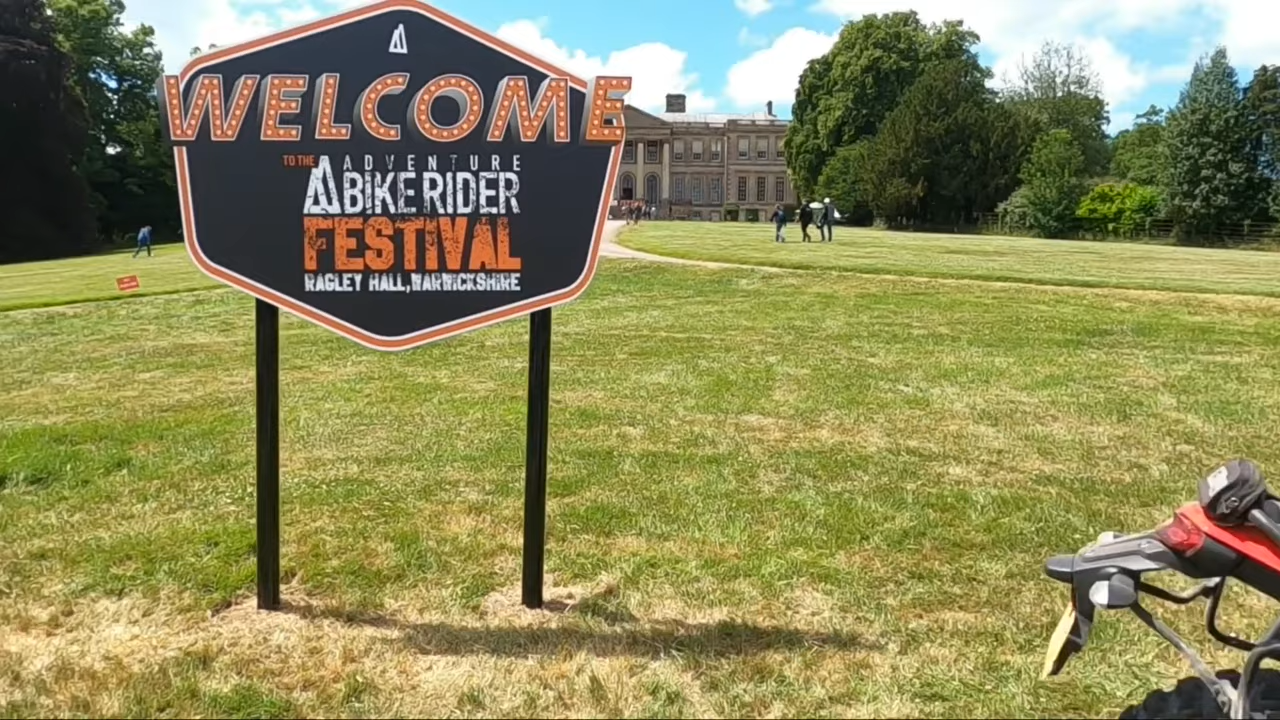 WELCOME
TO THE ADVENTURE
BIKE RIDER
FESTIVAL
RAGLEY HALL, WARWICKSHIRE